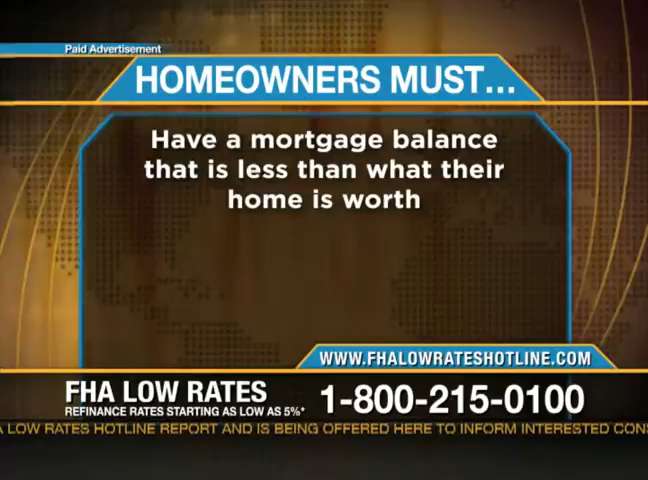 Paid Advertisement
HOMEOWNERS MUST...
Have a mortgage balance
that is less than what their
home is worth
WWW.FHALOWRATESHOTLINE.COM
FHA LOW RATES
REFINANCE RATES STARTING AS LOW AS 5%*
1-800-215-0100
LOW RATES HOTLINE REPORT AND IS BEING OFFERED HERE TO INFORM INTERESTED